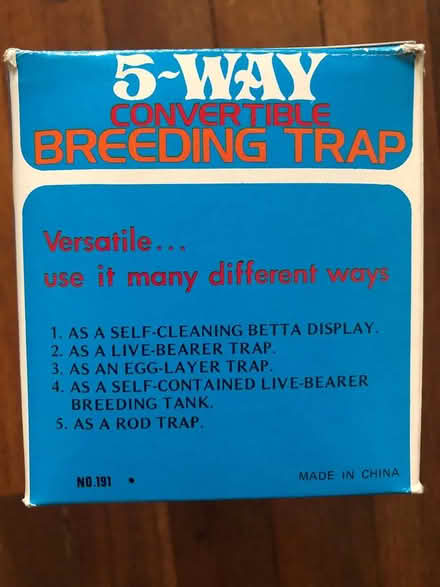 5-WAY
CONVERTIBLE
BREEDING TRAP
Versatile...
use it many different ways
1. AS A SELF-CLEANING BETTA DISPLAY.
2. AS A LIVE-BEARER TRAP.
3. AS AN EGG-LAYER TRAP.
4. AS A SELF-CONTAINED LIVE-BEARER
BREEDING TANK.
5. AS A ROD TRAP.
NO.191 •
MADE IN CHINA